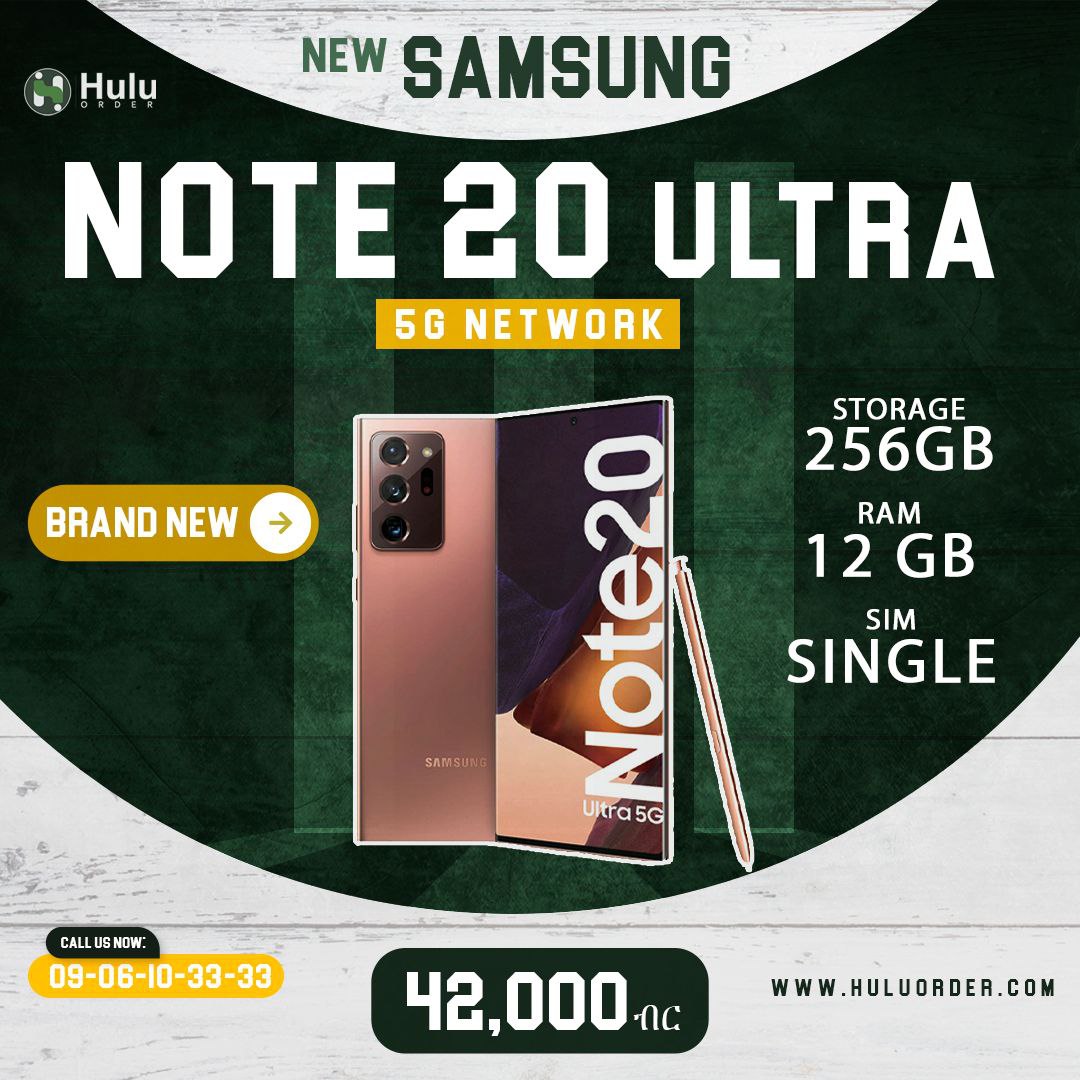 NEW SAMSUNG
Hulu
ORDER
NOTE 20 ULTRA
5G NETWORK
STORAGE
256GB
RAM
12 GB
SIM
SINGLE
BRAND NEW
SAMSUNG
Note20
Ultra 5G
CALL US NOW:
09-06-10-33-33
42,000 ብር
WWW.HULUORDER.COM